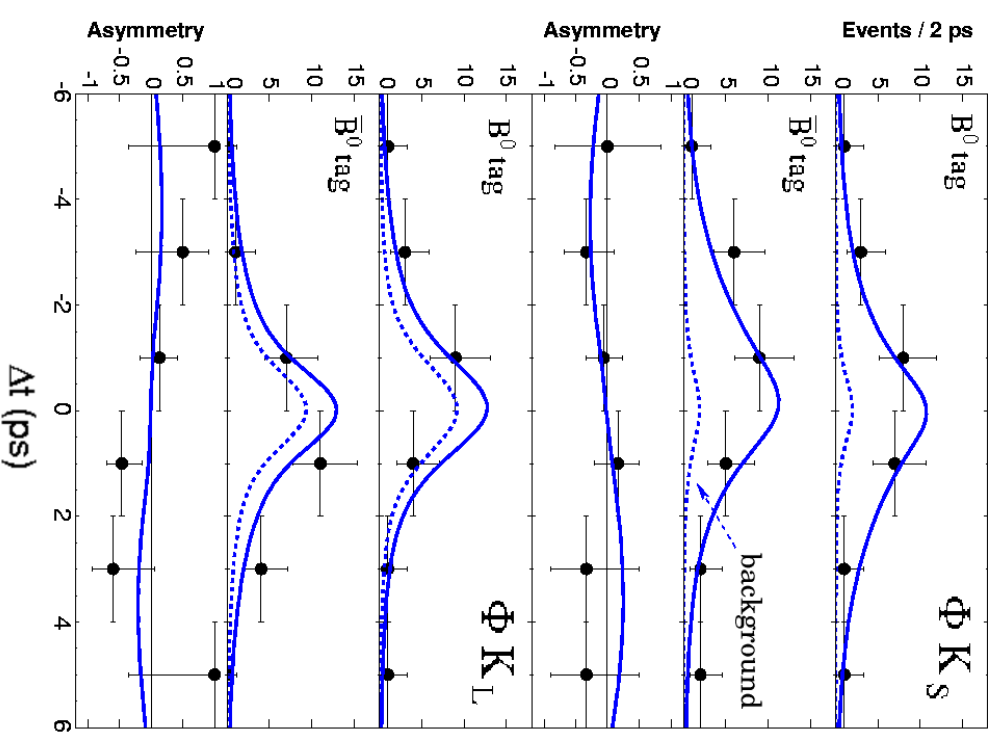 Events / 2 ps
15
10
5
0
B⁰ tag
Φ K_S
15
10
5
0
B̄⁰ tag
background
Asymmetry
1
0.5
0
-0.5
-1
15
10
5
0
B⁰ tag
Φ K_L
15
10
5
0
B̄⁰ tag
Asymmetry
1
0.5
0
-0.5
-1
-6 -4 -2 0 2 4 6
Δt (ps)